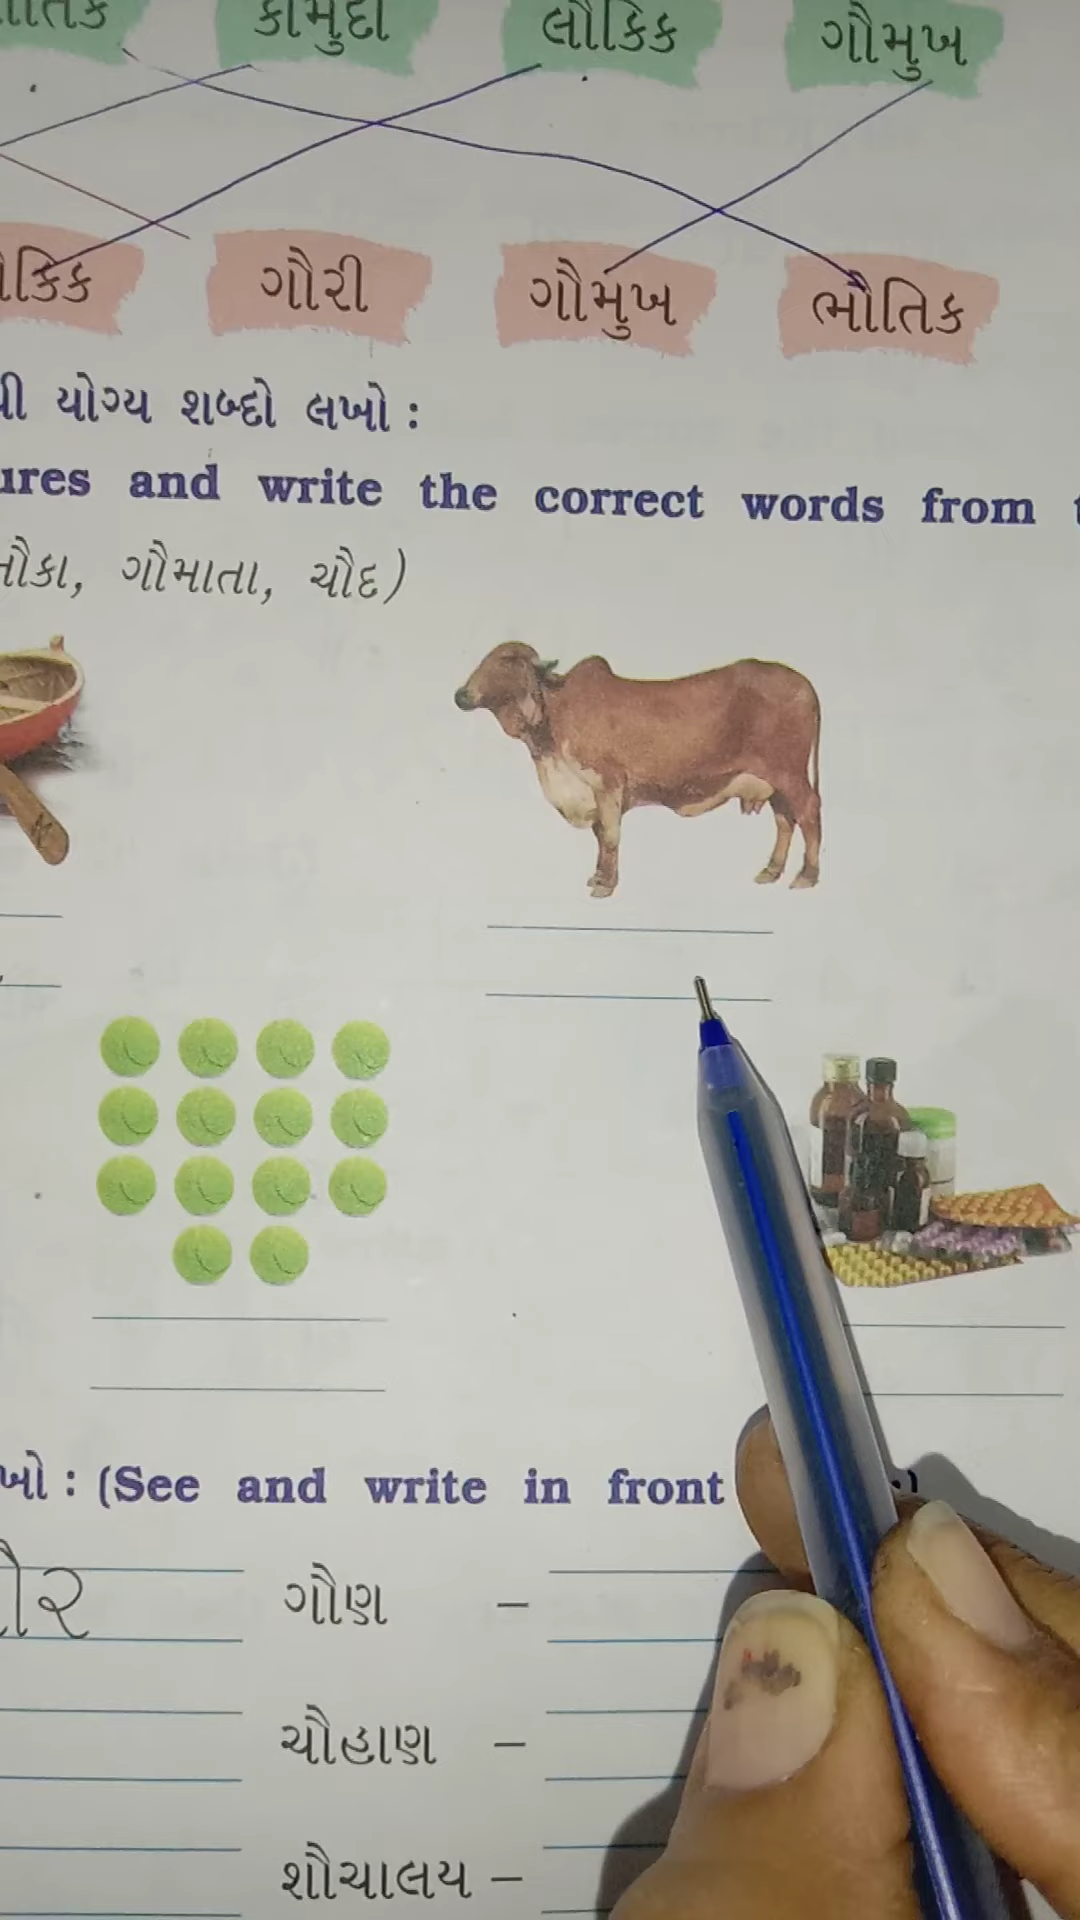 કૌમુદી લૌકિક ગૌમુખ
ગૌરી ગૌમુખ ભૌતિક
યોગ્ય શબ્દો લખો :
and write the correct words from
ગૌમાતા, ચૌદ)
(See and write in front
ગૌણ –
ચૌહાણ –
શૌચાલય –